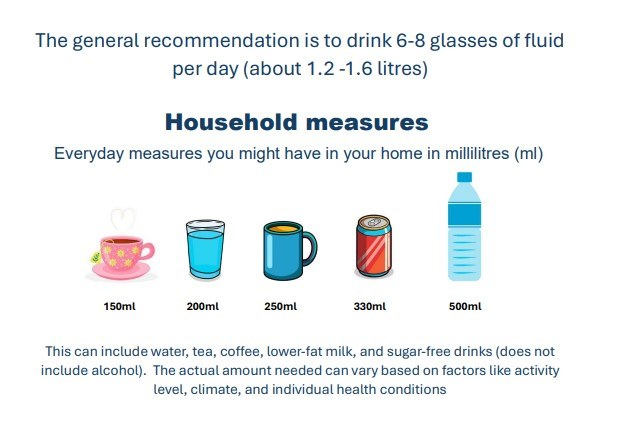 The general recommendation is to drink 6-8 glasses of fluid
per day (about 1.2 -1.6 litres)
Household measures
Everyday measures you might have in your home in millilitres (ml)
150ml 200ml 250ml 330ml 500ml
This can include water, tea, coffee, lower-fat milk, and sugar-free drinks (does not
include alcohol).  The actual amount needed can vary based on factors like activity
level, climate, and individual health conditions